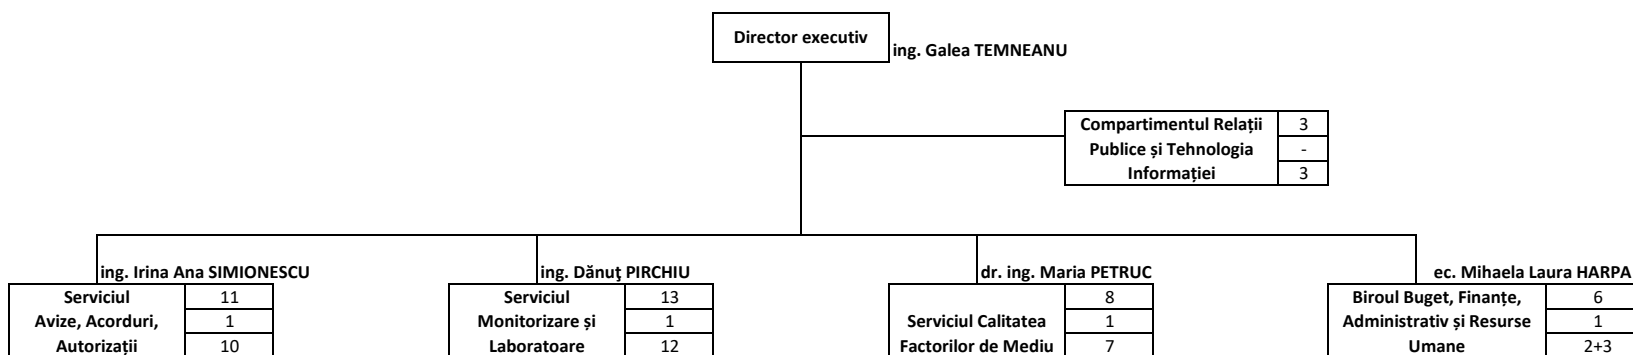 Director executiv
ing. Galea TEMNEANU
Compartimentul Relații 3
Publice și Tehnologia -
Informației 3
ing. Irina Ana SIMIONESCU
Serviciul 11
Avize, Acorduri, 1
Autorizații 10
ing. Dănuţ PIRCHIU
Serviciul 13
Monitorizare și 1
Laboratoare 12
dr. ing. Maria PETRUC
8
Serviciul Calitatea 1
Factorilor de Mediu 7
ec. Mihaela Laura HARPA
Biroul Buget, Finanțe, 6
Administrativ și Resurse 1
Umane 2+3